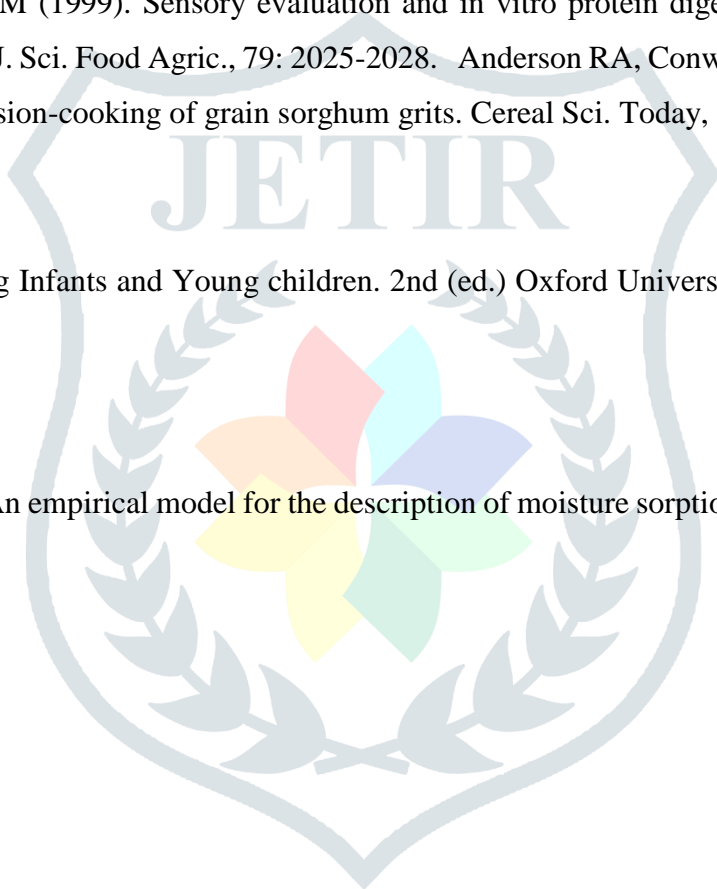 M (1999). Sensory evaluation and in vitro protein dige
J. Sci. Food Agric., 79: 2025-2028. Anderson RA, Conw
sion-cooking of grain sorghum grits. Cereal Sci. Today,
JETIR
g Infants and Young children. 2nd (ed.) Oxford Univers
An empirical model for the description of moisture sorptio